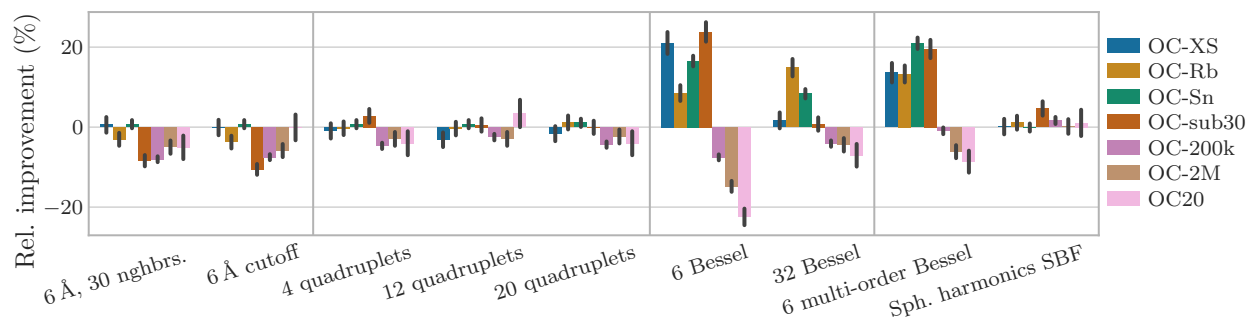 Rel. improvement (%)
20
0
−20
6 Å, 30 nghbrs.
6 Å cutoff
4 quadruplets
12 quadruplets
20 quadruplets
6 Bessel
32 Bessel
6 multi-order Bessel
Sph. harmonics SBF
OC-XS
OC-Rb
OC-Sn
OC-sub30
OC-200k
OC-2M
OC20